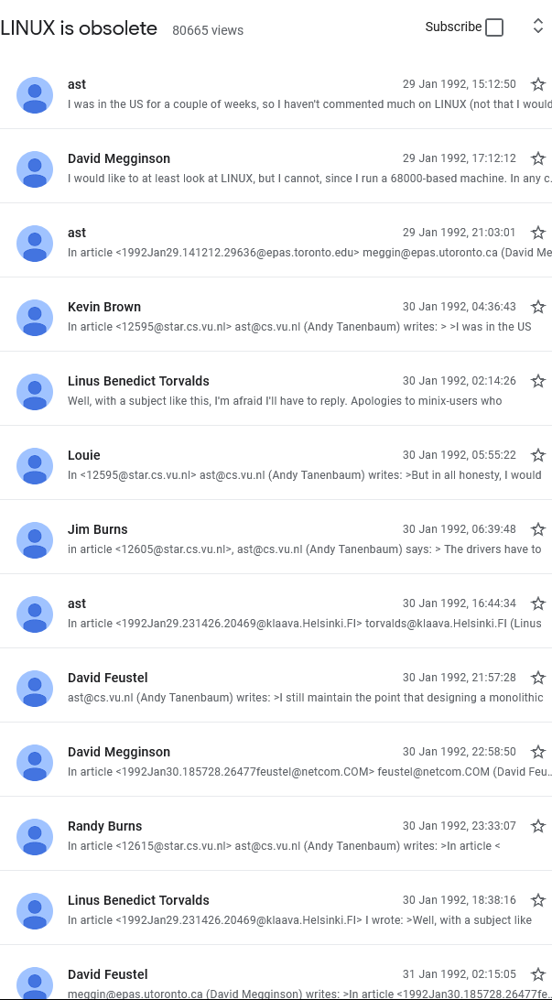 LINUX is obsolete 80665 views Subscribe
ast 29 Jan 1992, 15:12:50
I was in the US for a couple of weeks, so I haven't commented much on LINUX (not that I would
David Megginson 29 Jan 1992, 17:12:12
I would like to at least look at LINUX, but I cannot, since I run a 68000-based machine. In any c..
ast 29 Jan 1992, 21:03:01
In article <1992Jan29.141212.29636@epas.toronto.edu> meggin@epas.utoronto.ca (David Me
Kevin Brown 30 Jan 1992, 04:36:43
In article <12595@star.cs.vu.nl> ast@cs.vu.nl (Andy Tanenbaum) writes: > >I was in the US
Linus Benedict Torvalds 30 Jan 1992, 02:14:26
Well, with a subject like this, I'm afraid I'll have to reply. Apologies to minix-users who
Louie 30 Jan 1992, 05:55:22
In <12595@star.cs.vu.nl> ast@cs.vu.nl (Andy Tanenbaum) writes: >But in all honesty, I would
Jim Burns 30 Jan 1992, 06:39:48
in article <12605@star.cs.vu.nl>, ast@cs.vu.nl (Andy Tanenbaum) says: > The drivers have to
ast 30 Jan 1992, 16:44:34
In article <1992Jan29.231426.20469@klaava.Helsinki.FI> torvalds@klaava.Helsinki.FI (Linus
David Feustel 30 Jan 1992, 21:57:28
ast@cs.vu.nl (Andy Tanenbaum) writes: >I still maintain the point that designing a monolithic
David Megginson 30 Jan 1992, 22:58:50
In article <1992Jan30.185728.26477feustel@netcom.COM> feustel@netcom.COM (David Feu..
Randy Burns 30 Jan 1992, 23:33:07
In article <12615@star.cs.vu.nl> ast@cs.vu.nl (Andy Tanenbaum) writes: >In article <
Linus Benedict Torvalds 30 Jan 1992, 18:38:16
In article <1992Jan29.231426.20469@klaava.Helsinki.FI> I wrote: >Well, with a subject like
David Feustel 31 Jan 1992, 02:15:05
meggin@epas.utoronto.ca (David Megginson) writes: >In article <1992Jan30.185728.26477fe..